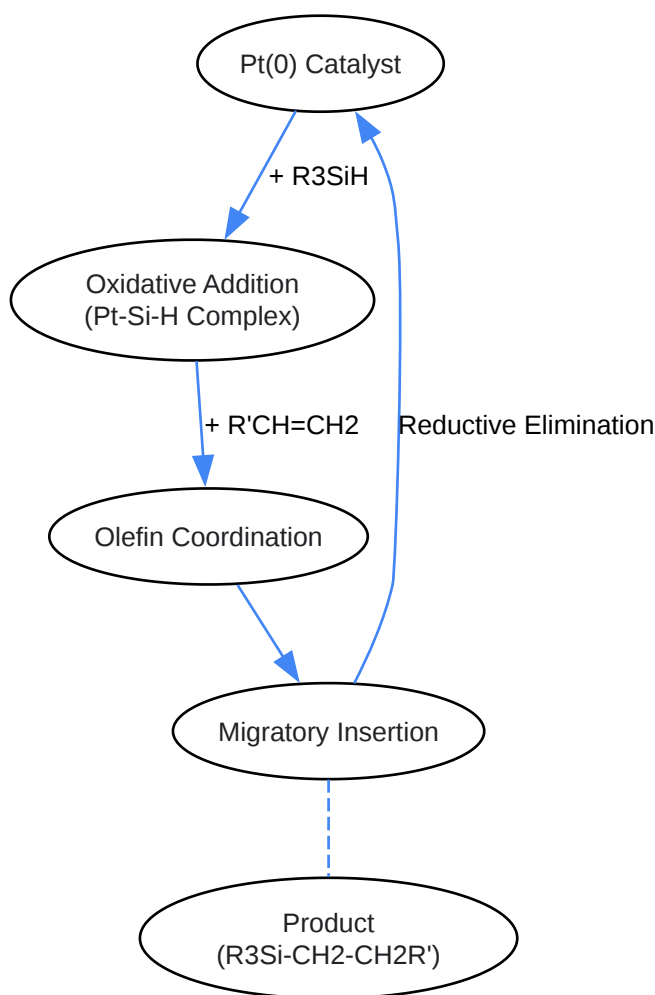 Pt(0) Catalyst
+ R3SiH
Oxidative Addition
(Pt-Si-H Complex)
+ R'CH=CH2
Reductive Elimination
Olefin Coordination
Migratory Insertion
Product
(R3Si-CH2-CH2R')